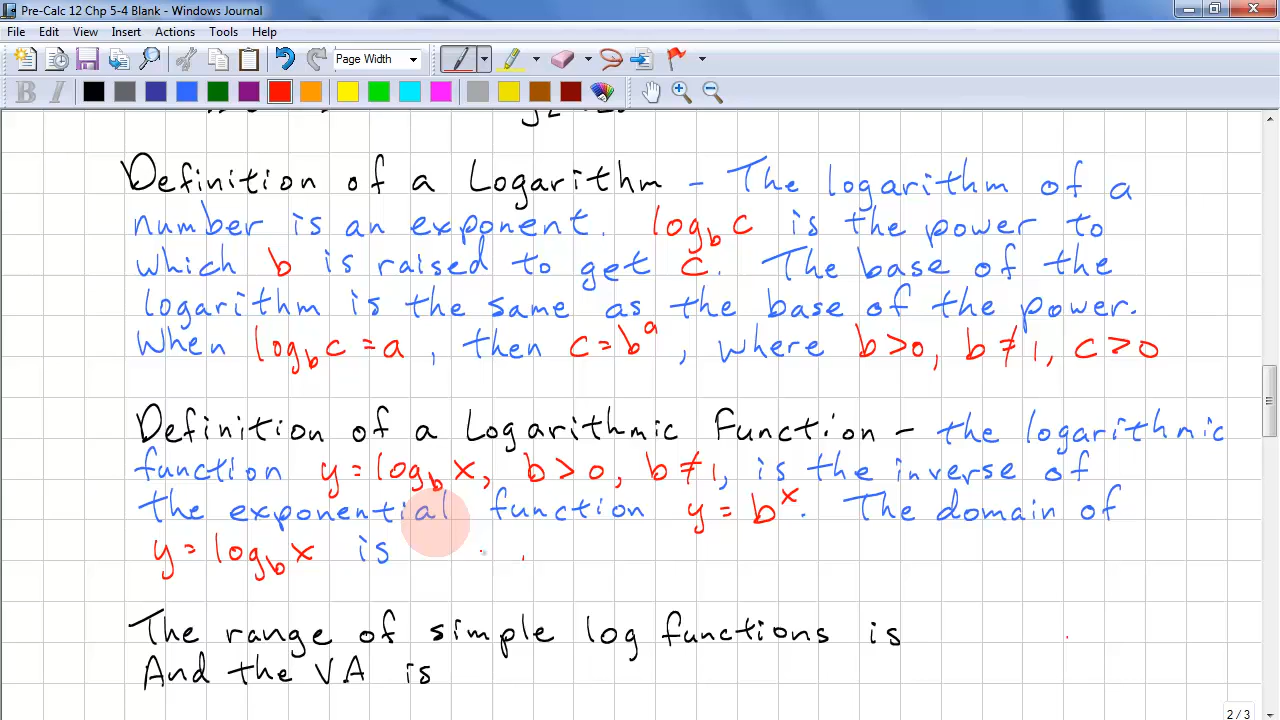 Pre-Calc 12 Chp 5-4 Blank - Windows Journal
File Edit View Insert Actions Tools Help
Page Width
B I
Definition of a Logarithm - The logarithm of a
number is an exponent. log_b c is the power to
which b is raised to get c. The base of the
logarithm is the same as the base of the power.
When log_b c = a, then c = b^a, where b > 0, b ≠ 1, c > 0
Definition of a Logarithmic Function - the logarithmic
function y = log_b x, b > 0, b ≠ 1, is the inverse of
the exponential function y = b^x. The domain of
y = log_b x is
The range of simple log functions is
And the VA is
2 / 3